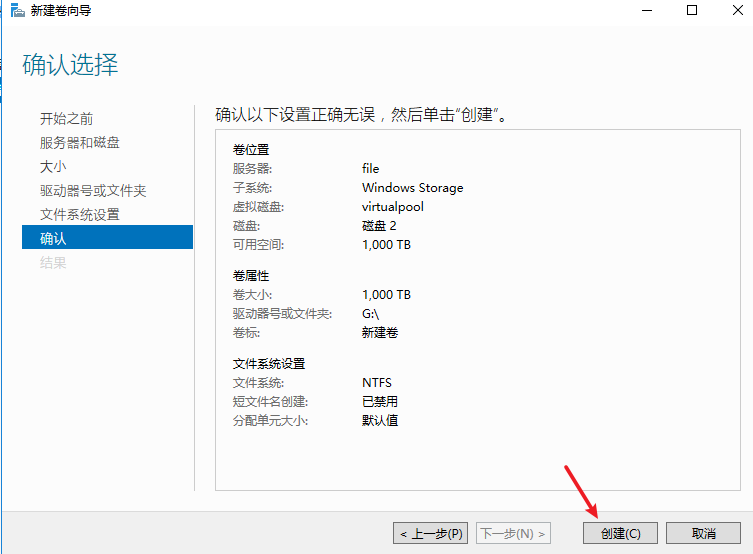 新建卷向导
确认选择
开始之前
服务器和磁盘
大小
驱动器号或文件夹
文件系统设置
确认
结果
确认以下设置正确无误，然后单击“创建”。
卷位置
服务器: file
子系统: Windows Storage
虚拟磁盘: virtualpool
磁盘: 磁盘 2
可用空间: 1,000 TB
卷属性
卷大小: 1,000 TB
驱动器号或文件夹: G:\
卷标: 新建卷
文件系统设置
文件系统: NTFS
短文件名创建: 已禁用
分配单元大小: 默认值
< 上一步(P) 下一步(N) > 创建(C) 取消